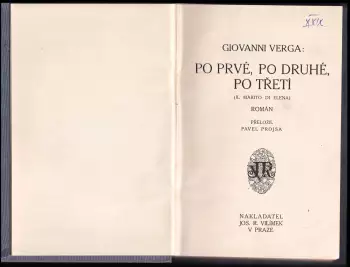 GIOVANNI VERGA:
PO PRVÉ, PO DRUHÉ,
PO TŘETÍ
(IL MARITO DI ELENA)
ROMÁN
PŘELOŽIL
PAVEL PROJSA
JRV
NAKLADATEL
JOS. R. VILÍMEK
V PRAZE